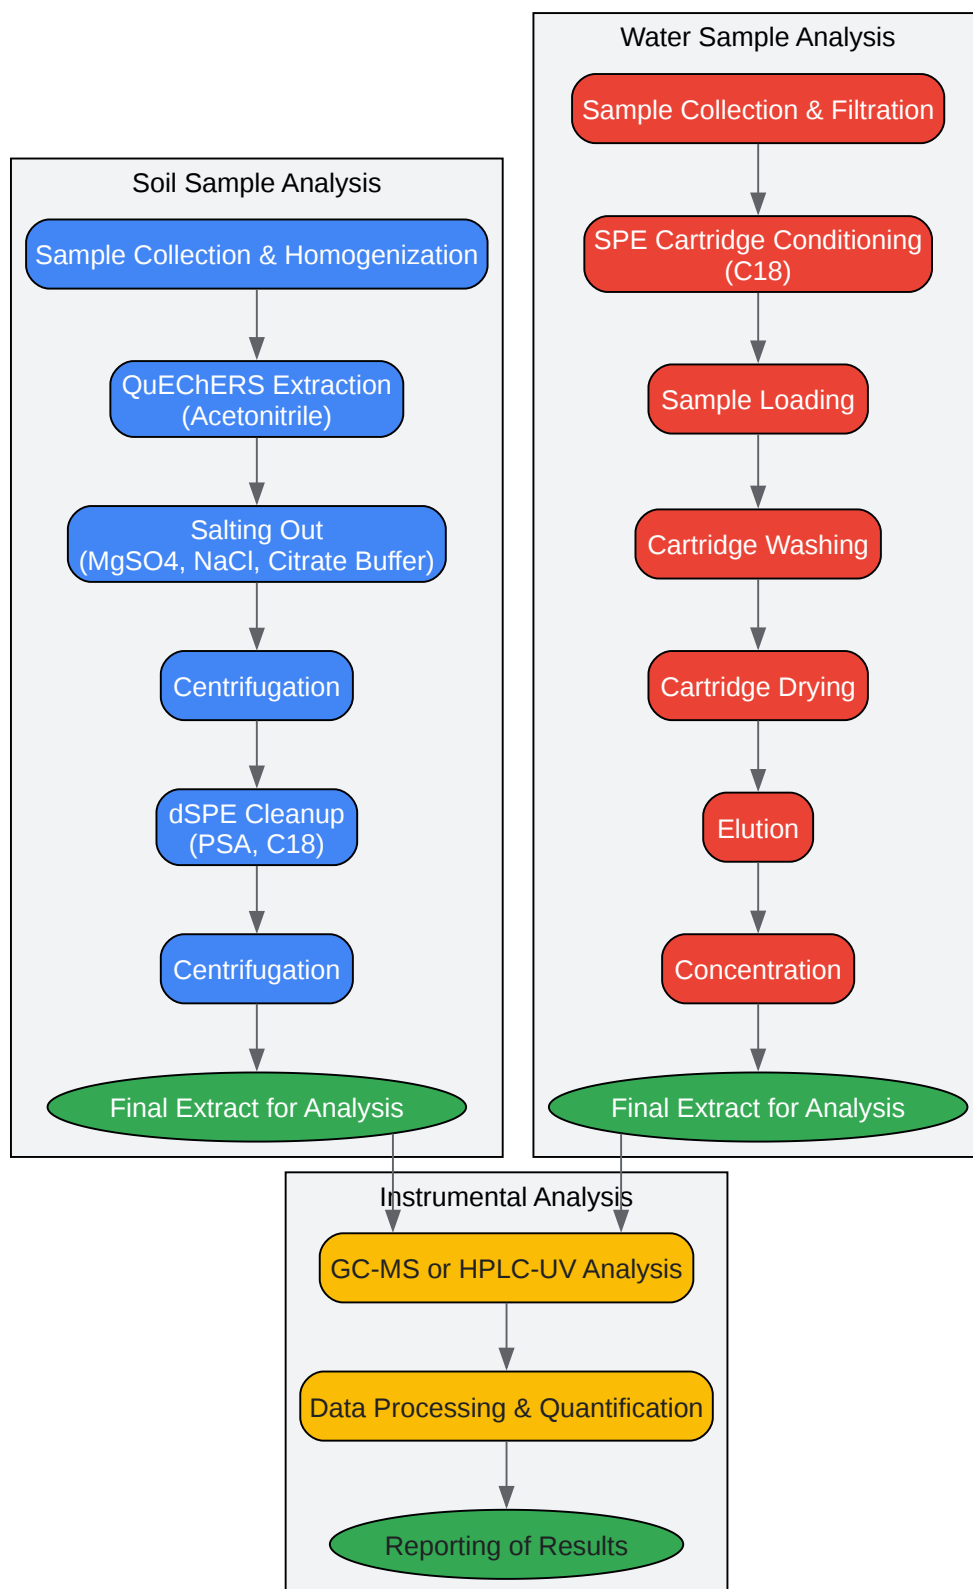 Soil Sample Analysis
Sample Collection & Homogenization
QuEChERS Extraction
(Acetonitrile)
Salting Out
(MgSO4, NaCl, Citrate Buffer)
Centrifugation
dSPE Cleanup
(PSA, C18)
Centrifugation
Final Extract for Analysis
Water Sample Analysis
Sample Collection & Filtration
SPE Cartridge Conditioning
(C18)
Sample Loading
Cartridge Washing
Cartridge Drying
Elution
Concentration
Final Extract for Analysis
Instrumental Analysis
GC-MS or HPLC-UV Analysis
Data Processing & Quantification
Reporting of Results